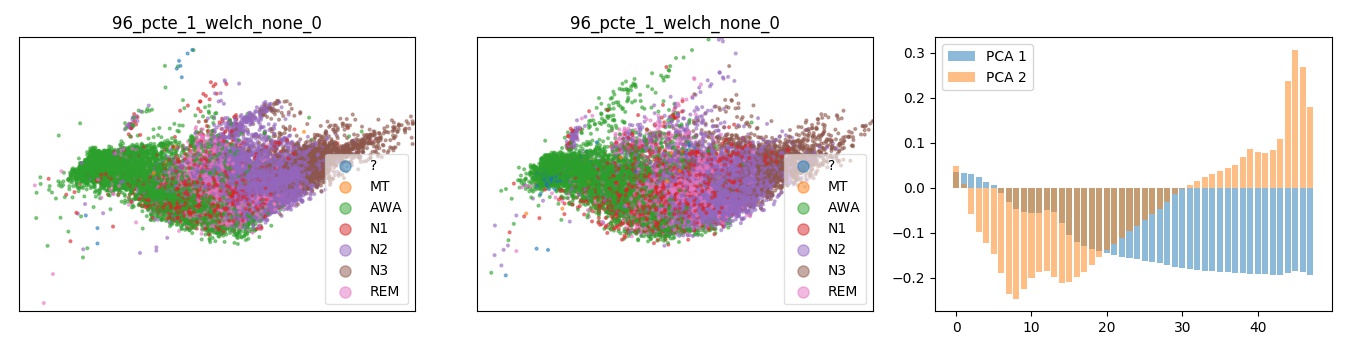 96_pcte_1_welch_none_0
?
MT
AWA
N1
N2
N3
REM
96_pcte_1_welch_none_0
?
MT
AWA
N1
N2
N3
REM
PCA 1
PCA 2
0.3
0.2
0.1
0.0
−0.1
−0.2
0 10 20 30 40